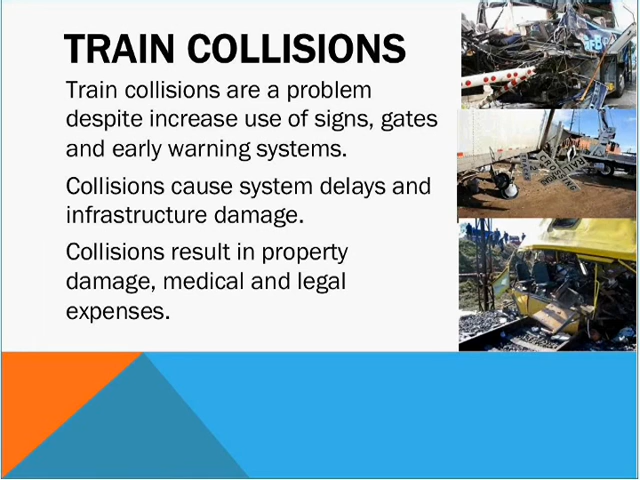 TRAIN COLLISIONS
Train collisions are a problem
despite increase use of signs, gates
and early warning systems.
Collisions cause system delays and
infrastructure damage.
Collisions result in property
damage, medical and legal
expenses.